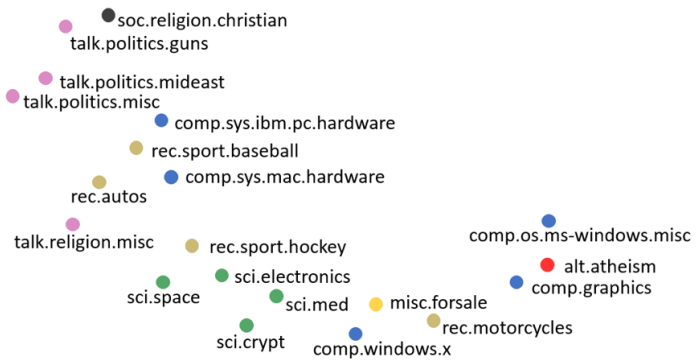 soc.religion.christian
talk.politics.guns
talk.politics.mideast
talk.politics.misc
comp.sys.ibm.pc.hardware
rec.sport.baseball
comp.sys.mac.hardware
rec.autos
talk.religion.misc
comp.os.ms-windows.misc
rec.sport.hockey
alt.atheism
sci.electronics
comp.graphics
sci.space
sci.med
misc.forsale
rec.motorcycles
sci.crypt
comp.windows.x